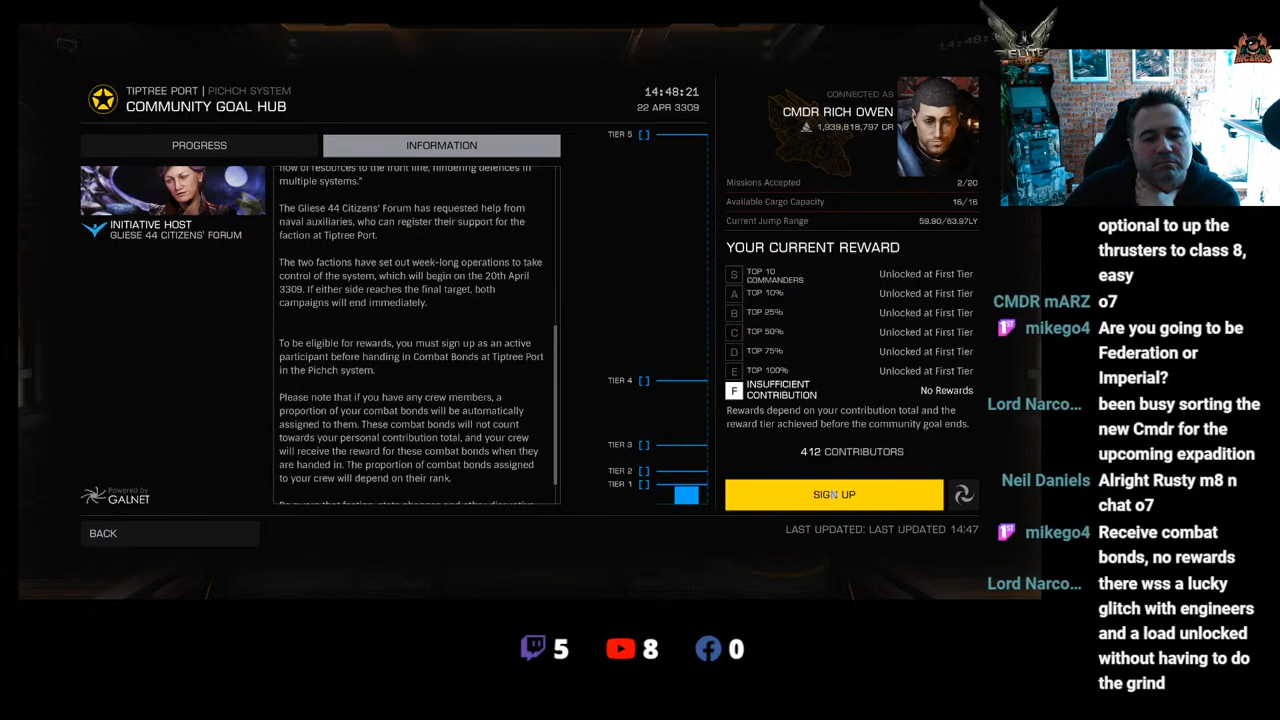 TIPTREE PORT | PICHCH SYSTEM
COMMUNITY GOAL HUB
14:48:21
22 APR 3309
PROGRESS
INFORMATION
INITIATIVE HOST
GLIESE 44 CITIZENS' FORUM
multiple systems."
The Gliese 44 Citizens' Forum has requested help from
naval auxiliaries, who can register their support for the
faction at Tiptree Port.
The two factions have set out week-long operations to take
control of the system, which will begin on the 20th April
3309. If either side reaches the final target, both
campaigns will end immediately.
To be eligible for rewards, you must sign up as an active
participant before handing in Combat Bonds at Tiptree Port
in the Pichch system.
Please note that if you have any crew members, a
proportion of your combat bonds will be automatically
assigned to them. These combat bonds will not count
towards your personal contribution total, and your crew
will receive the reward for these combat bonds when they
are handed in. The proportion of combat bonds assigned
to your crew will depend on their rank.
Powered by
GALNET
BACK
TIER 5 [ ]
TIER 4 [ ]
TIER 3 [ ]
TIER 2 [ ]
TIER 1 [ ]
CONNECTED AS
CMDR RICH OWEN
1,939,818,797 CR
Missions Accepted 2/20
Available Cargo Capacity 16/16
Current Jump Range 59.90/63.97LY
YOUR CURRENT REWARD
S TOP 10 COMMANDERS Unlocked at First Tier
A TOP 10% Unlocked at First Tier
B TOP 25% Unlocked at First Tier
C TOP 50% Unlocked at First Tier
D TOP 75% Unlocked at First Tier
E TOP 100% Unlocked at First Tier
F INSUFFICIENT CONTRIBUTION No Rewards
Rewards depend on your contribution total and the
reward tier achieved before the community goal ends.
412 CONTRIBUTORS
SIGN UP
LAST UPDATED: LAST UPDATED 14:47
ELITE
optional to up the
thrusters to class 8,
easy
CMDR mARZ o7
1ST mikego4 Are you going to be
Federation or
Imperial?
Lord Narco... been busy sorting the
new Cmdr for the
upcoming expadition
Neil Daniels Alright Rusty m8 n
chat o7
1ST mikego4 Receive combat
bonds, no rewards
Lord Narco... there wss a lucky
glitch with engineers
and a load unlocked
without having to do
the grind
5
8
0